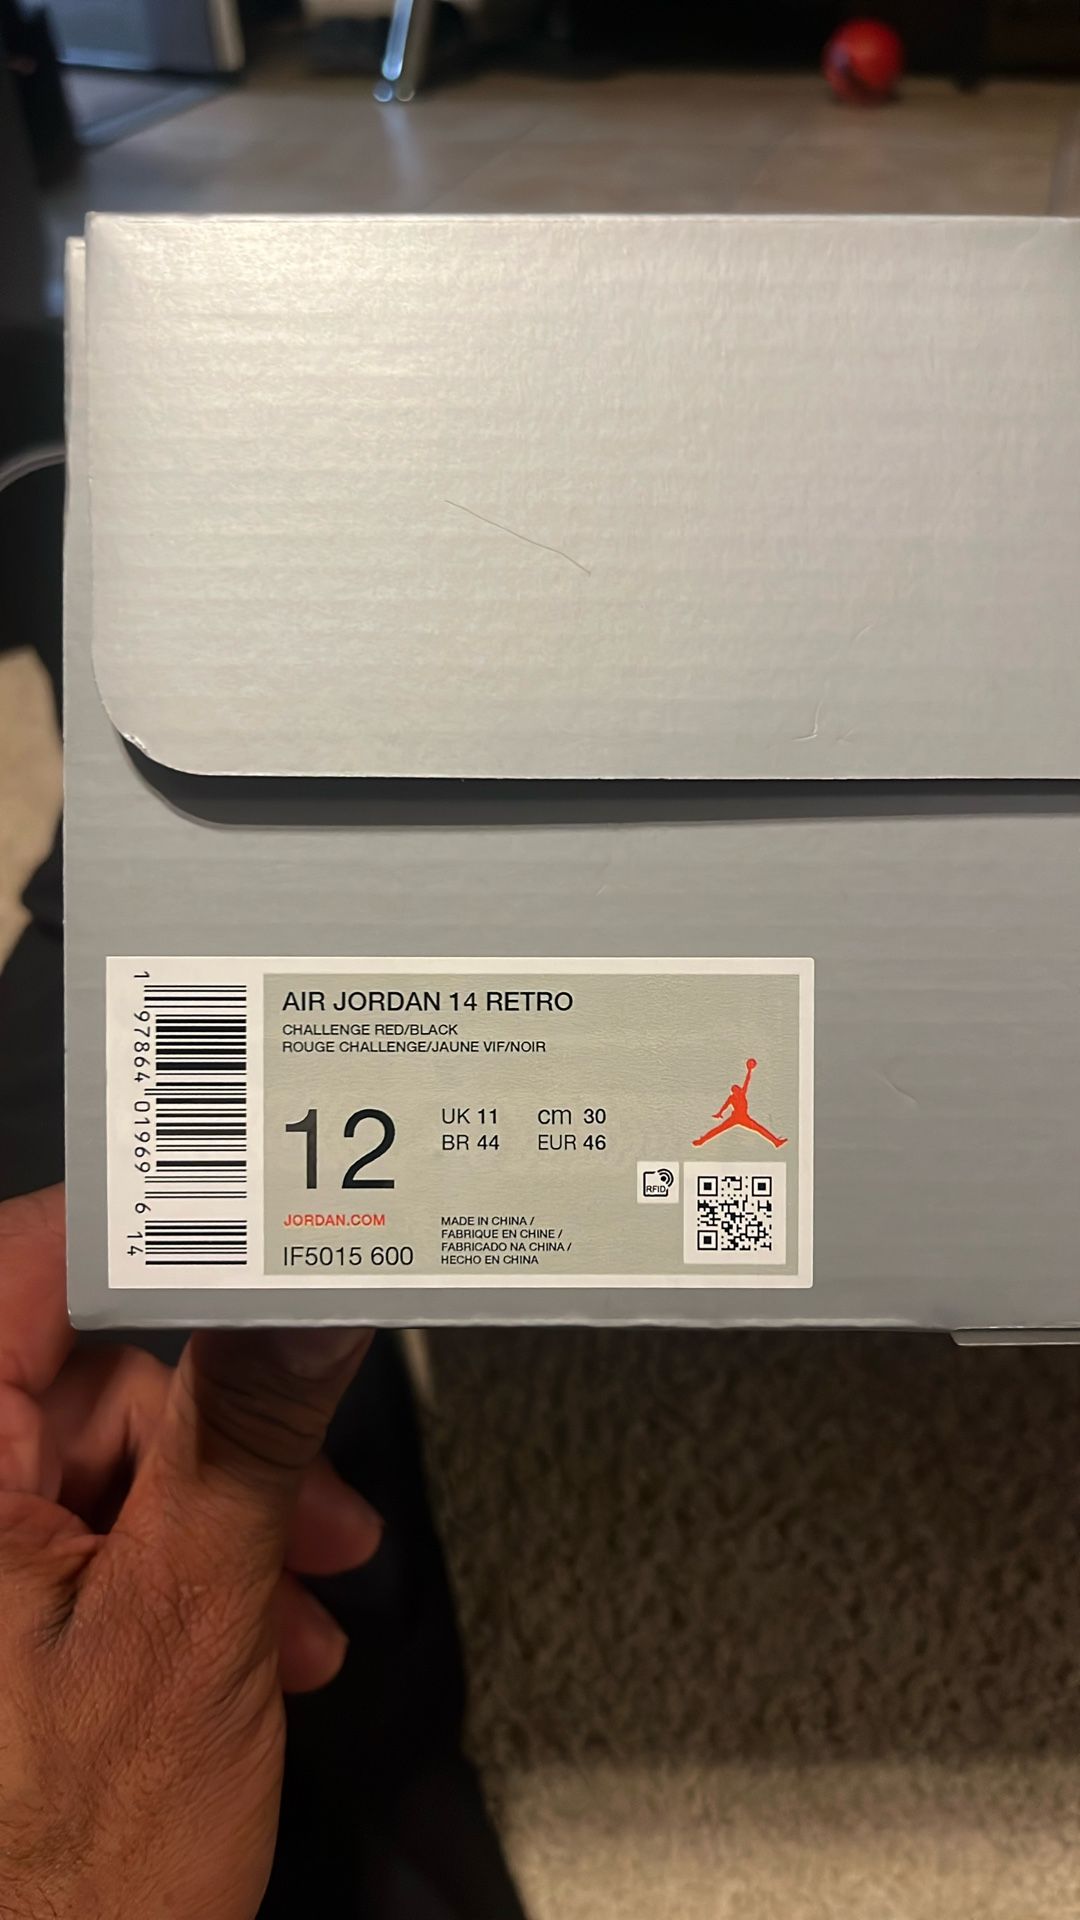 AIR JORDAN 14 RETRO
CHALLENGE RED/BLACK
ROUGE CHALLENGE/JAUNE VIF/NOIR
12
UK 11 cm 30
BR 44 EUR 46
JORDAN.COM
IF5015 600
MADE IN CHINA /
FABRIQUE EN CHINE /
FABRICADO NA CHINA /
HECHO EN CHINA
RFID
1 97864 01969 6 14